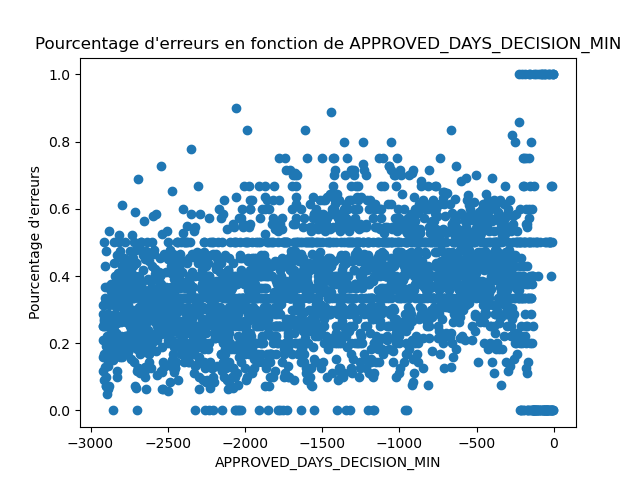 Pourcentage d'erreurs en fonction de APPROVED_DAYS_DECISION_MIN
1.0
0.8
0.6
0.4
0.2
0.0
Pourcentage d'erreurs
−3000 −2500 −2000 −1500 −1000 −500 0
APPROVED_DAYS_DECISION_MIN